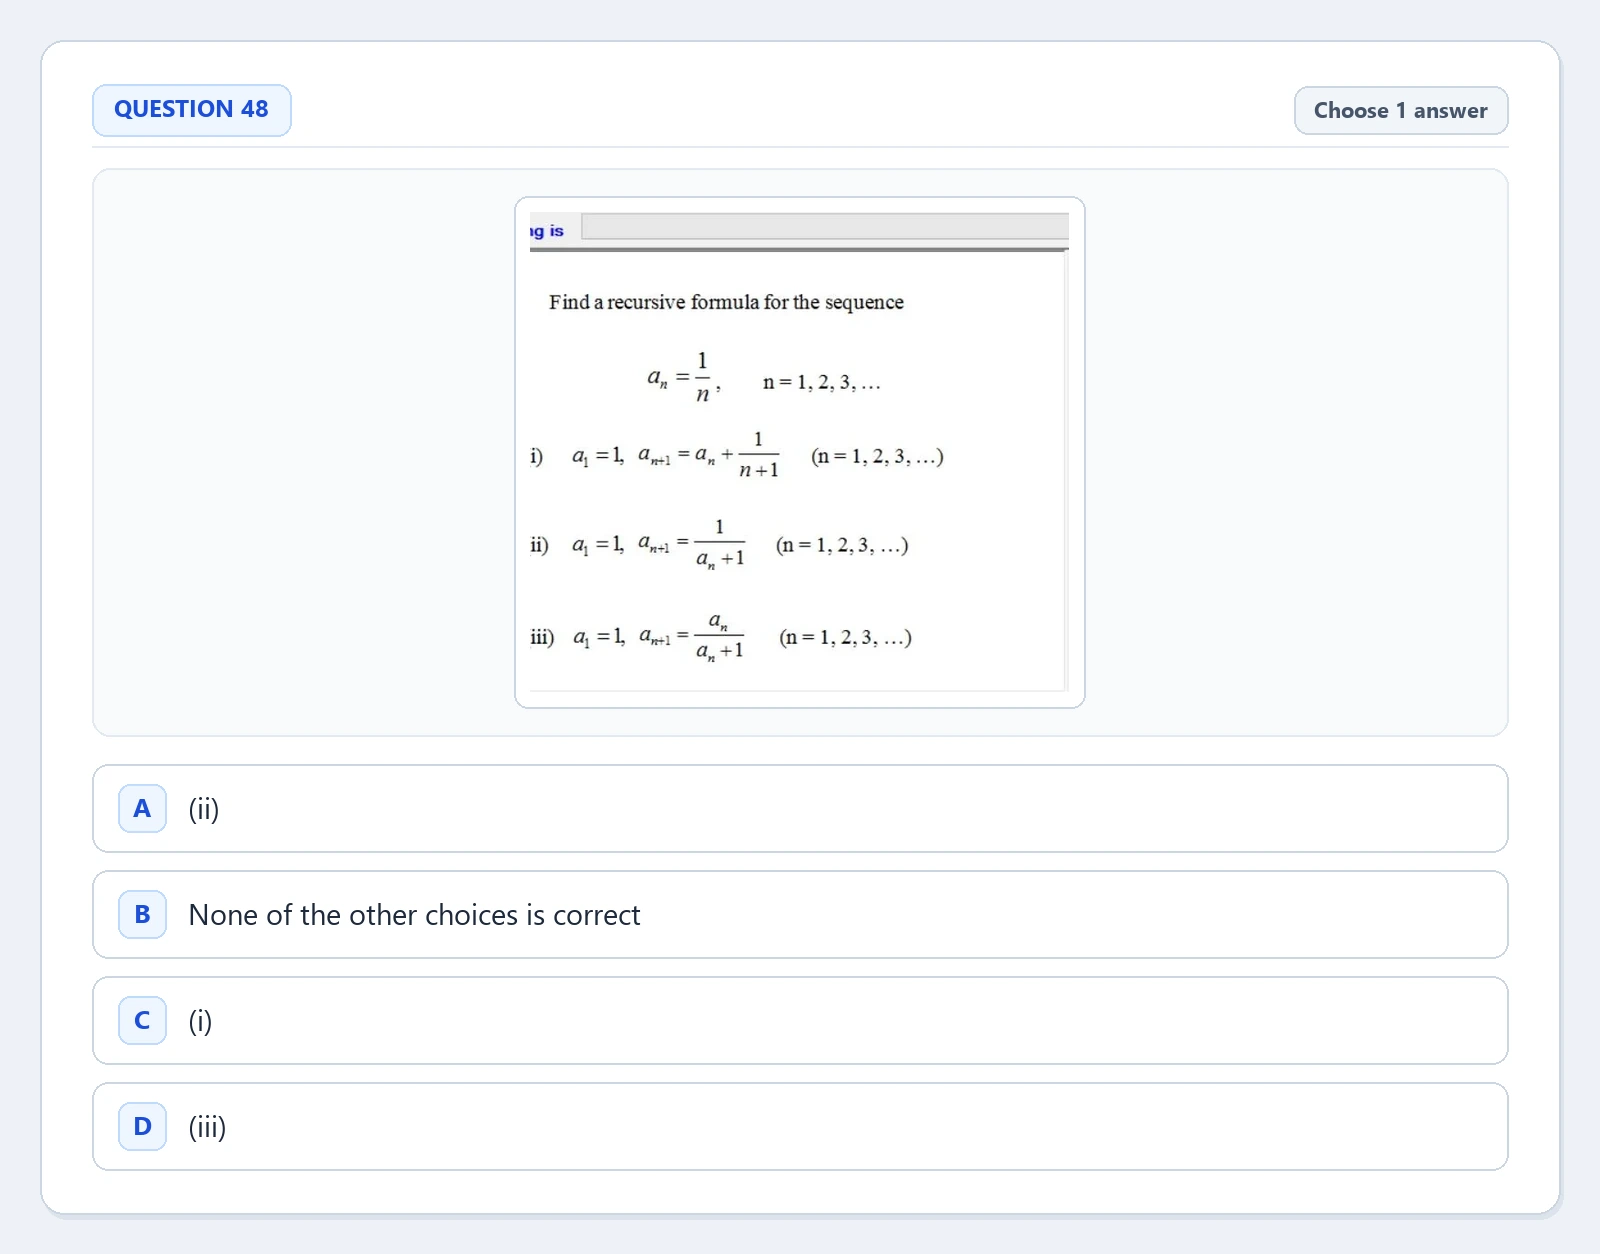 QUESTION 48
Choose 1 answer
ng is
Find a recursive formula for the sequence
aₙ = 1/n, n = 1, 2, 3, …
i) a₁ = 1, aₙ₊₁ = aₙ + 1/(n+1) (n = 1, 2, 3, …)
ii) a₁ = 1, aₙ₊₁ = 1/(aₙ + 1) (n = 1, 2, 3, …)
iii) a₁ = 1, aₙ₊₁ = aₙ/(aₙ + 1) (n = 1, 2, 3, …)
A (ii)
B None of the other choices is correct
C (i)
D (iii)